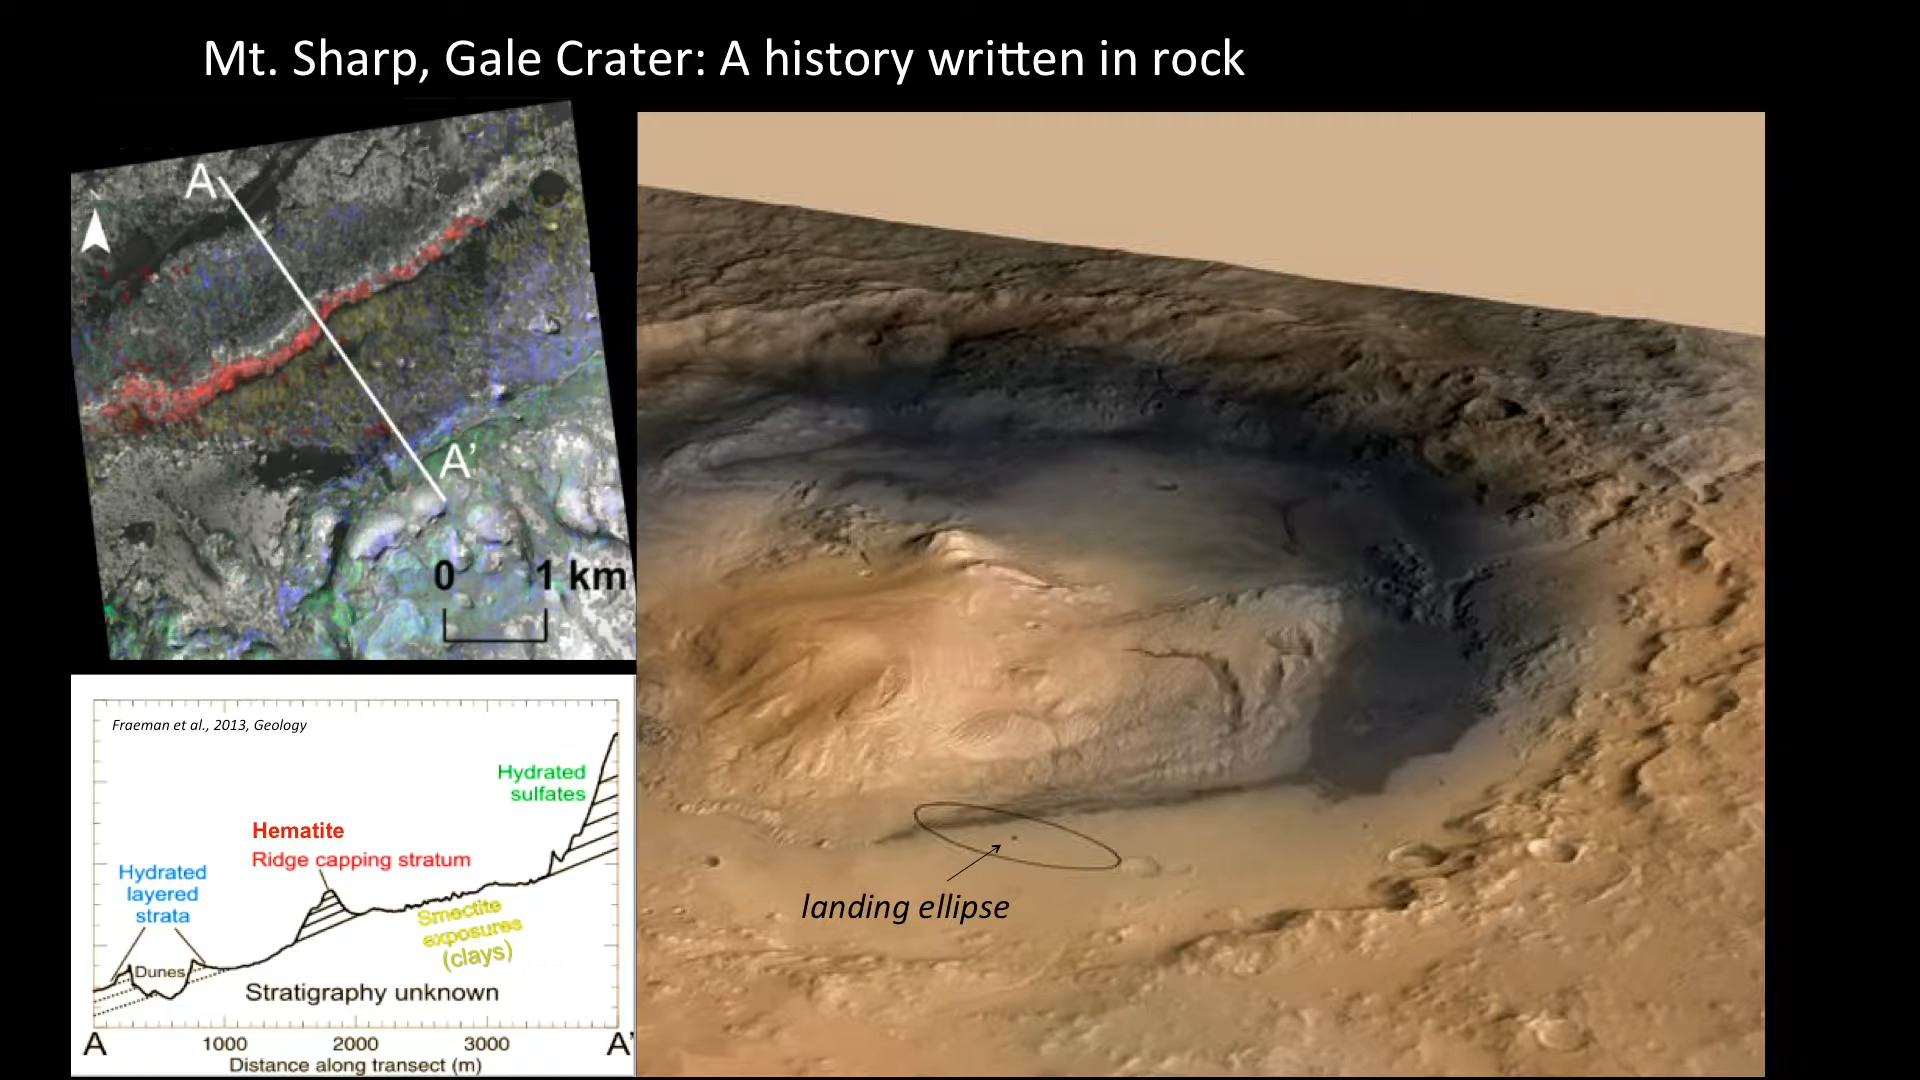 Mt. Sharp, Gale Crater: A history written in rock
A
A'
0 1 km
Fraeman et al., 2013, Geology
Hydrated
sulfates
Hematite
Ridge capping stratum
Hydrated
layered
strata
Smectite
exposures
(clays)
Dunes
Stratigraphy unknown
A 1000 2000 3000 A'
Distance along transect (m)
landing ellipse